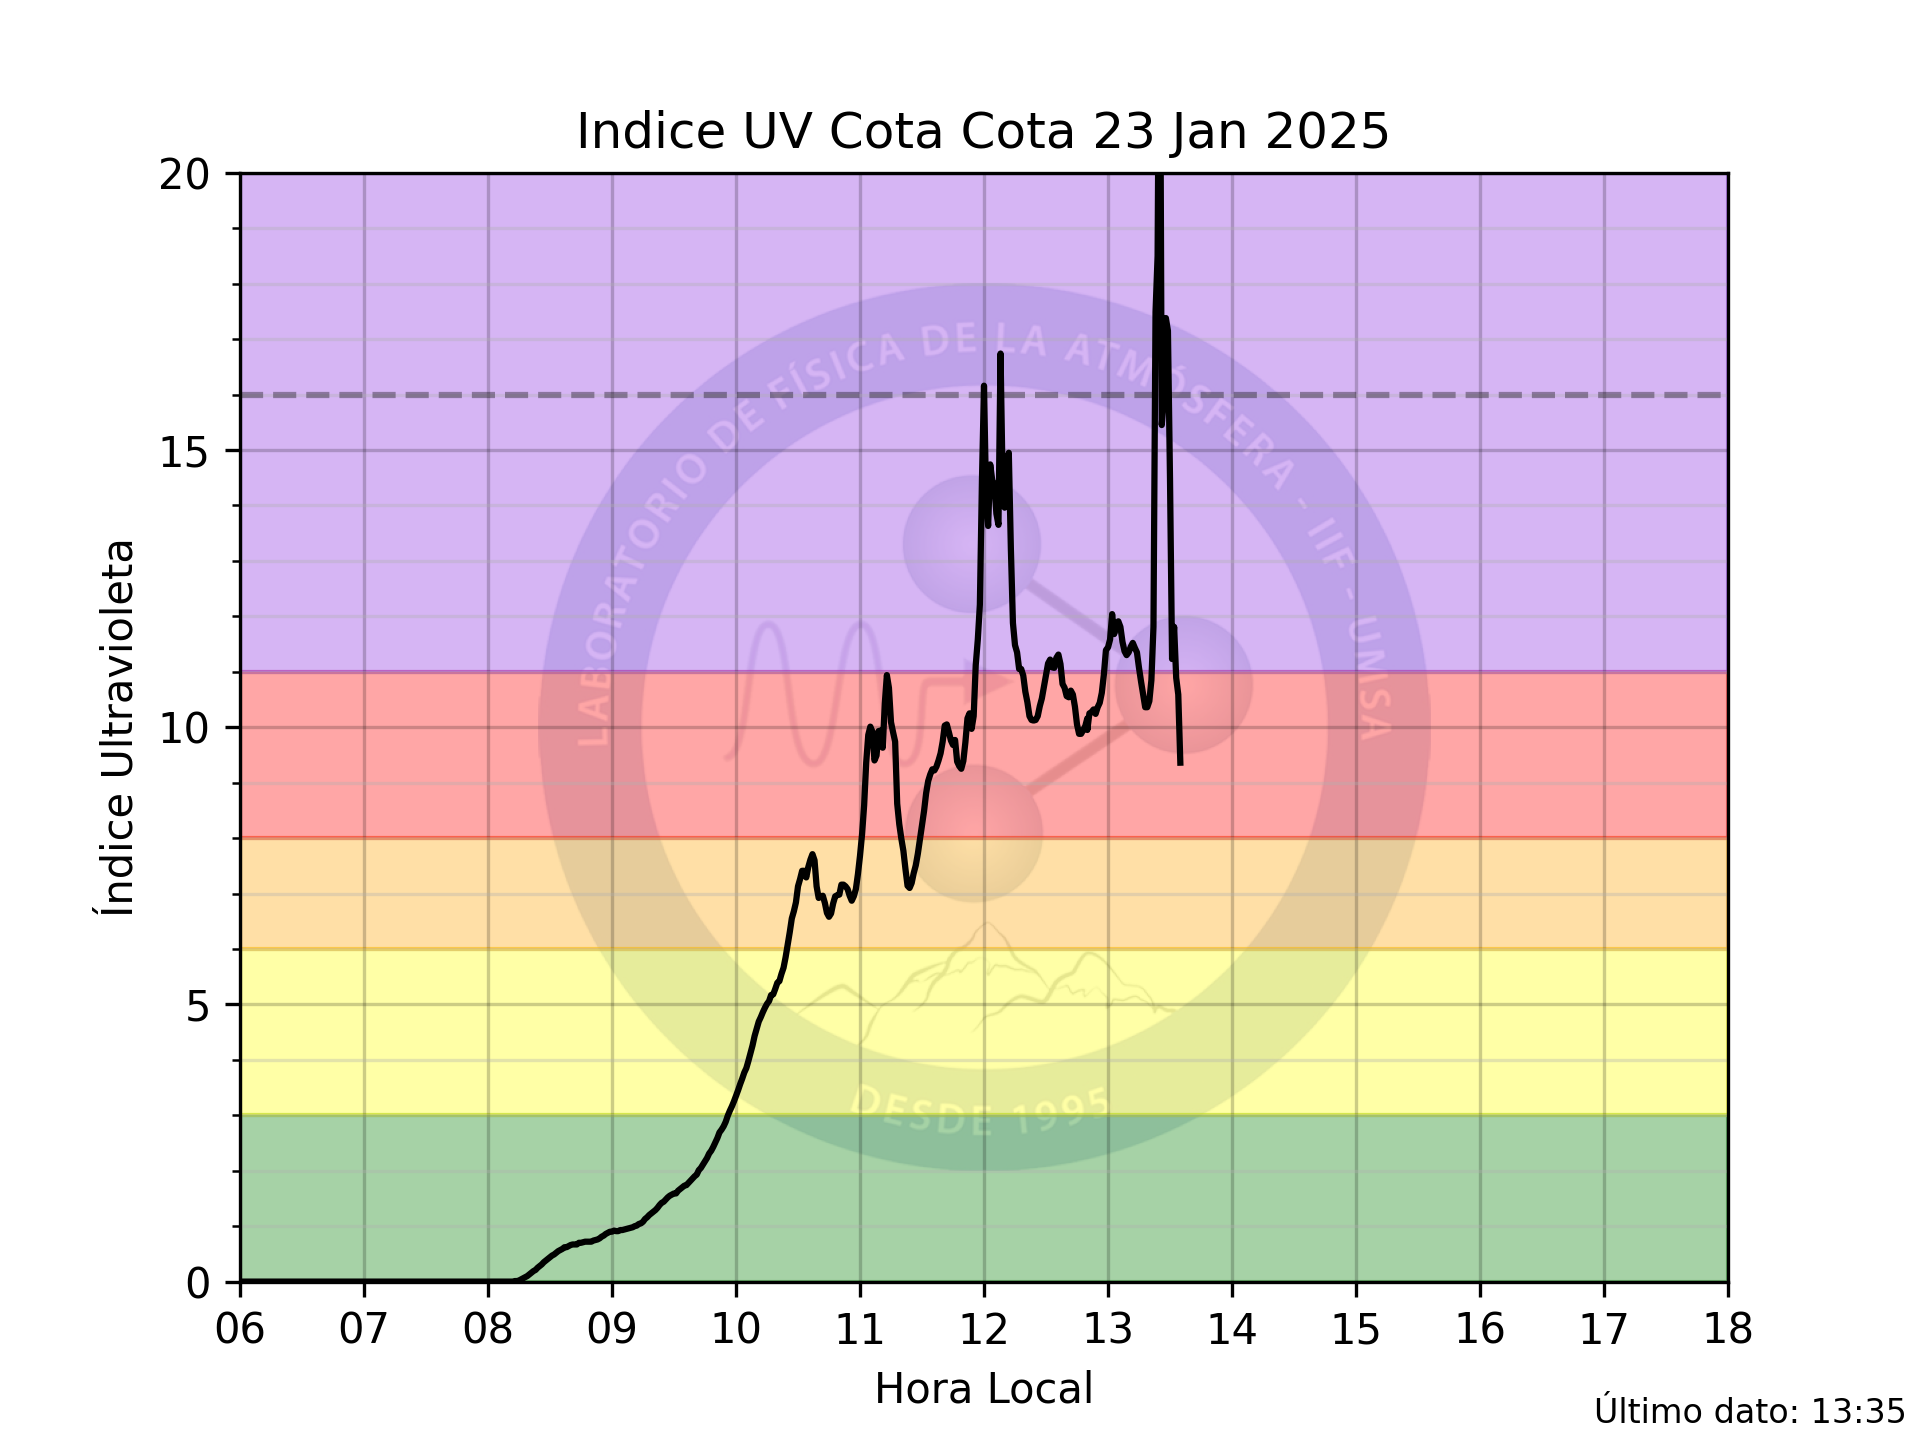 Indice UV Cota Cota 23 Jan 2025
20
15
10
5
0
Índice Ultravioleta
LABORATORIO DE FÍSICA DE LA ATMÓSFERA - IIF - UMSA
DESDE 1995
06 07 08 09 10 11 12 13 14 15 16 17 18
Hora Local
Último dato: 13:35